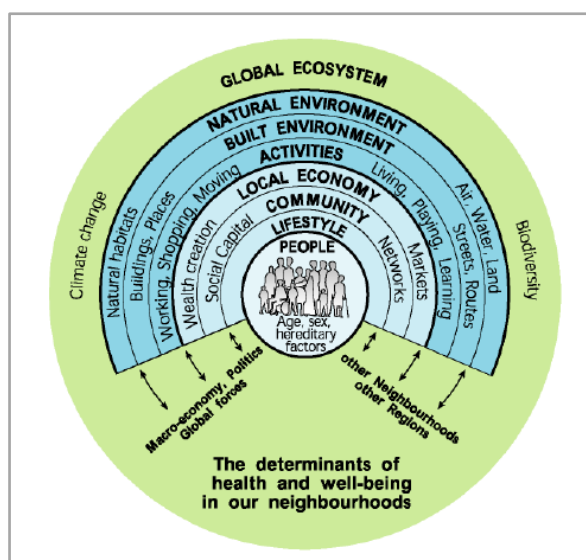 GLOBAL ECOSYSTEM
NATURAL ENVIRONMENT
BUILT ENVIRONMENT
ACTIVITIES
LOCAL ECONOMY
COMMUNITY
LIFESTYLE
PEOPLE
Age, sex,
hereditary
factors
Climate change
Natural habitats
Buildings, Places
Working, Shopping, Moving
Wealth creation
Social Capital
Networks
Markets
Living, Playing, Learning
Streets, Routes
Air, Water, Land
Biodiversity
Macro-economy, Politics
Global forces
other Neighbourhoods
other Regions
The determinants of
health and well-being
in our neighbourhoods